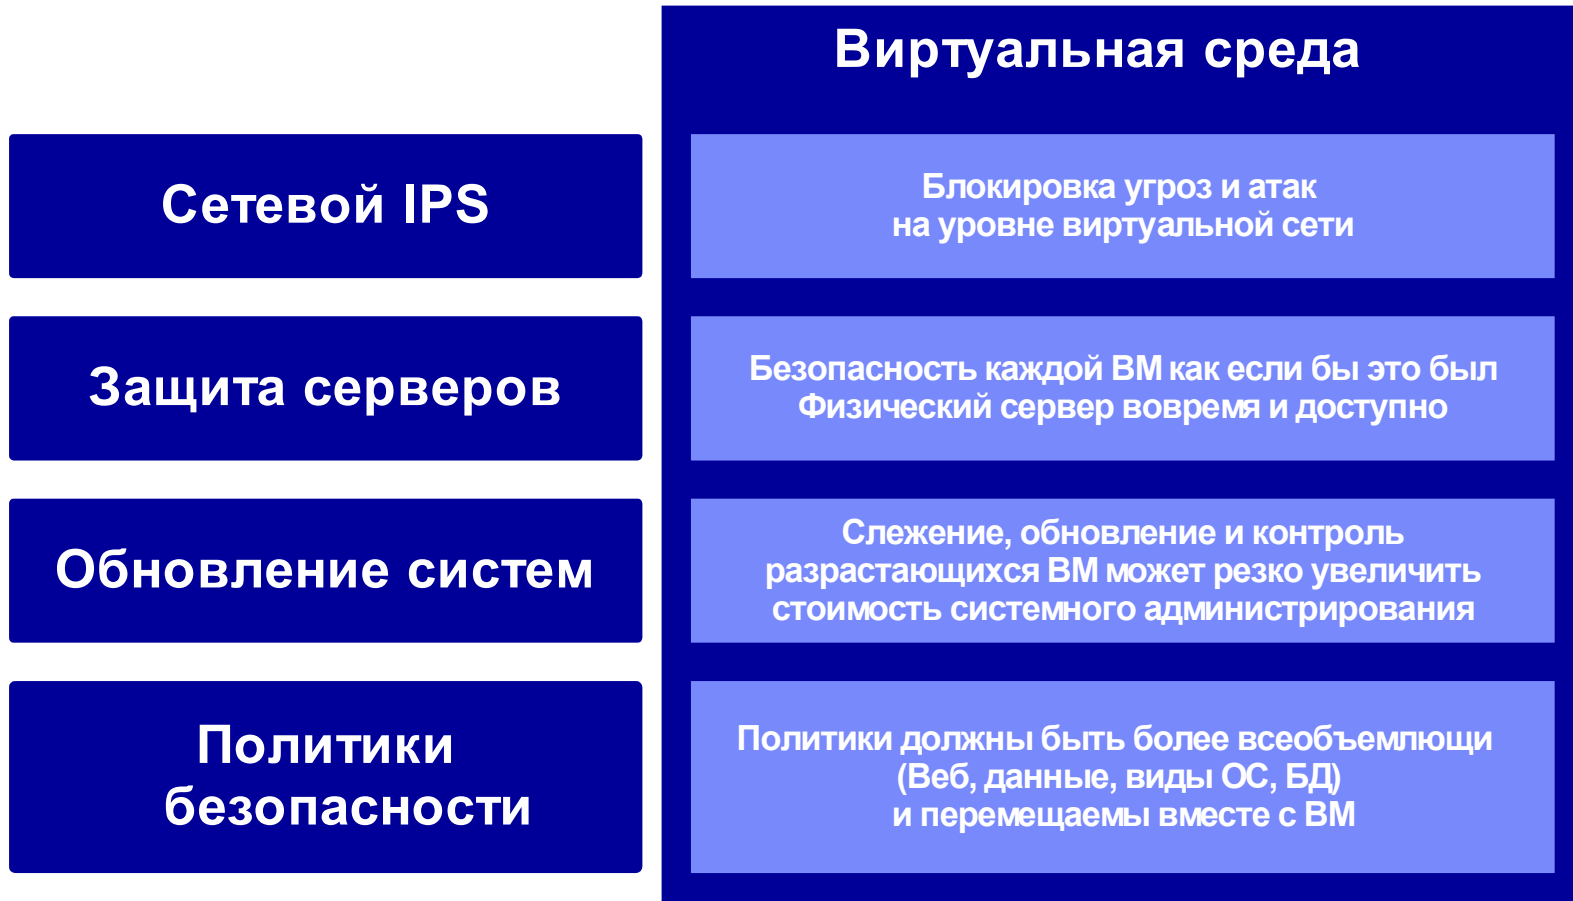 Виртуальная среда
Сетевой IPS
Блокировка угроз и атак
на уровне виртуальной сети
Защита серверов
Безопасность каждой ВМ как если бы это был
Физический сервер вовремя и доступно
Обновление систем
Слежение, обновление и контроль
разрастающихся ВМ может резко увеличить
стоимость системного администрирования
Политики
безопасности
Политики должны быть более всеобъемлющи
(Веб, данные, виды ОС, БД)
и перемещаемы вместе с ВМ